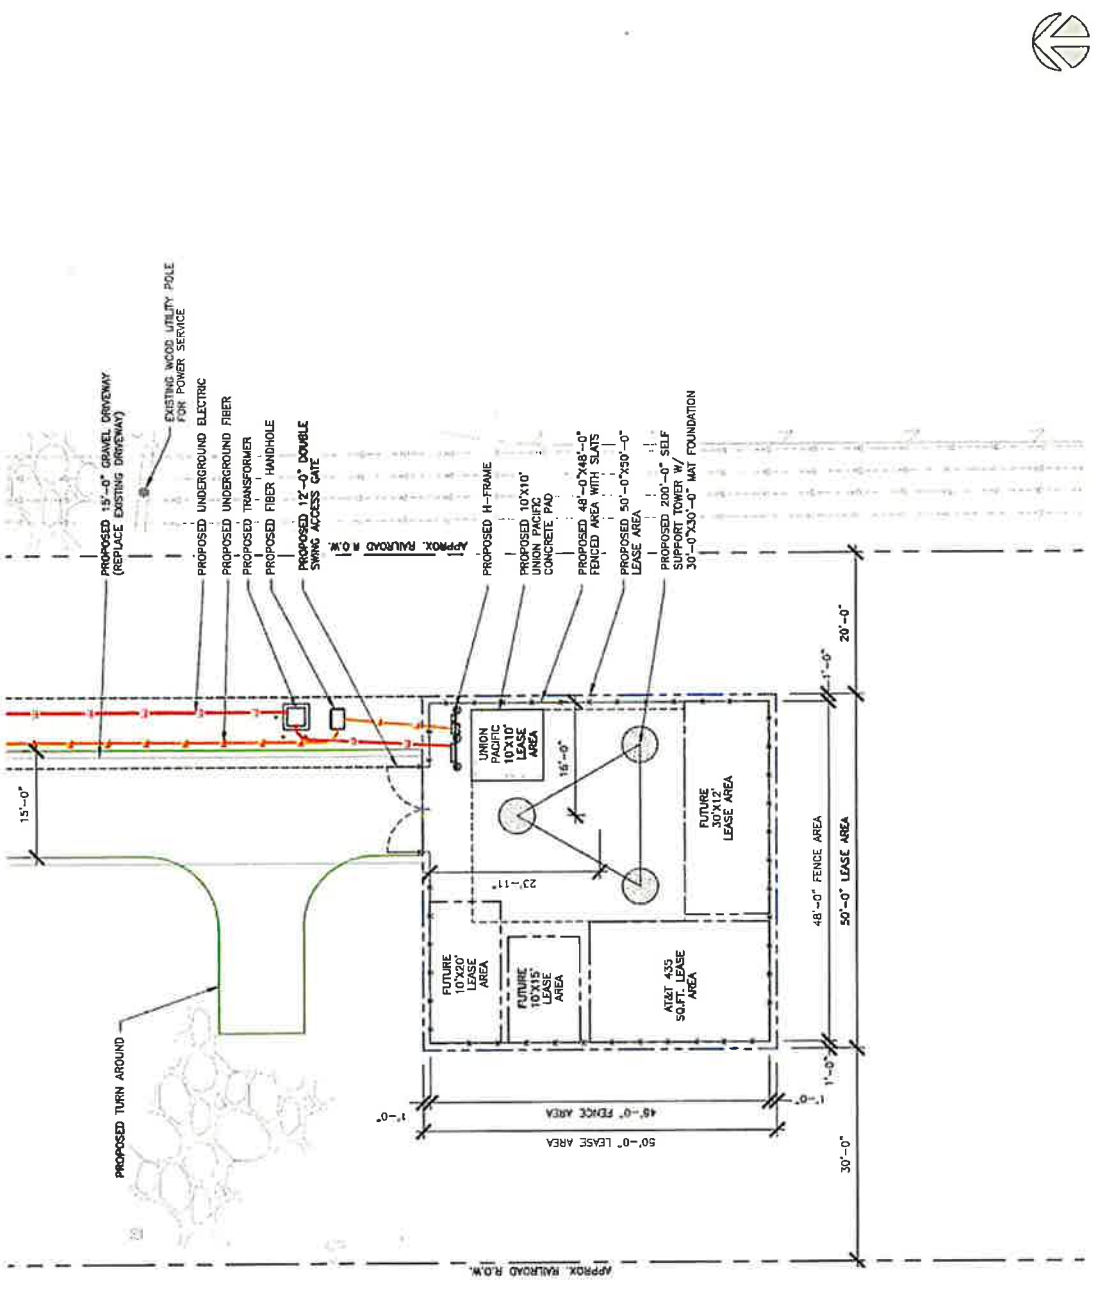 EXISTING WOOD UTILITY POLE
FOR POWER SERVICE
PROPOSED 15'-0" GRAVEL DRIVEWAY
(REPLACE EXISTING DRIVEWAY)
PROPOSED UNDERGROUND ELECTRIC
PROPOSED UNDERGROUND FIBER
PROPOSED TRANSFORMER
PROPOSED FIBER HANDHOLE
PROPOSED 12'-0" DOUBLE
SWING ACCESS GATE
APPROX. RAILROAD R.O.W.
PROPOSED H-FRAME
PROPOSED 10'X10'
UNION PACIFIC
CONCRETE PAD
PROPOSED 48'-0"X48'-0"
FENCED AREA WITH SLATS
PROPOSED 50'-0"X50'-0"
LEASE AREA
PROPOSED 200'-0" SELF
SUPPORT TOWER W/
30'-0"X30'-0" MAT FOUNDATION
20'-0"
1'-0"
15'-0"
UNION
PACIFIC
10'X10'
LEASE
AREA
16'-0"
FUTURE
30'X12'
LEASE AREA
23'-11"
FUTURE
10'X20'
LEASE
AREA
FUTURE
10'X15'
LEASE
AREA
AT&T 435
SQ.FT. LEASE
AREA
48'-0" FENCE AREA
50'-0" LEASE AREA
PROPOSED TURN AROUND
1'-0"
48'-0" FENCE AREA
1'-0"
1'-0"
50'-0" LEASE AREA
30'-0"
APPROX. RAILROAD R.O.W.